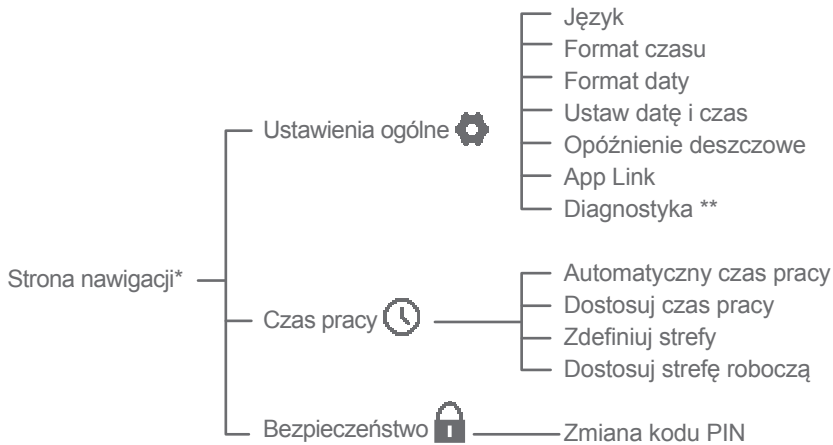 Strona nawigacji*
Ustawienia ogólne
Język
Format czasu
Format daty
Ustaw datę i czas
Opóźnienie deszczowe
App Link
Diagnostyka **
Czas pracy
Automatyczny czas pracy
Dostosuj czas pracy
Zdefiniuj strefy
Dostosuj strefę roboczą
Bezpieczeństwo
Zmiana kodu PIN